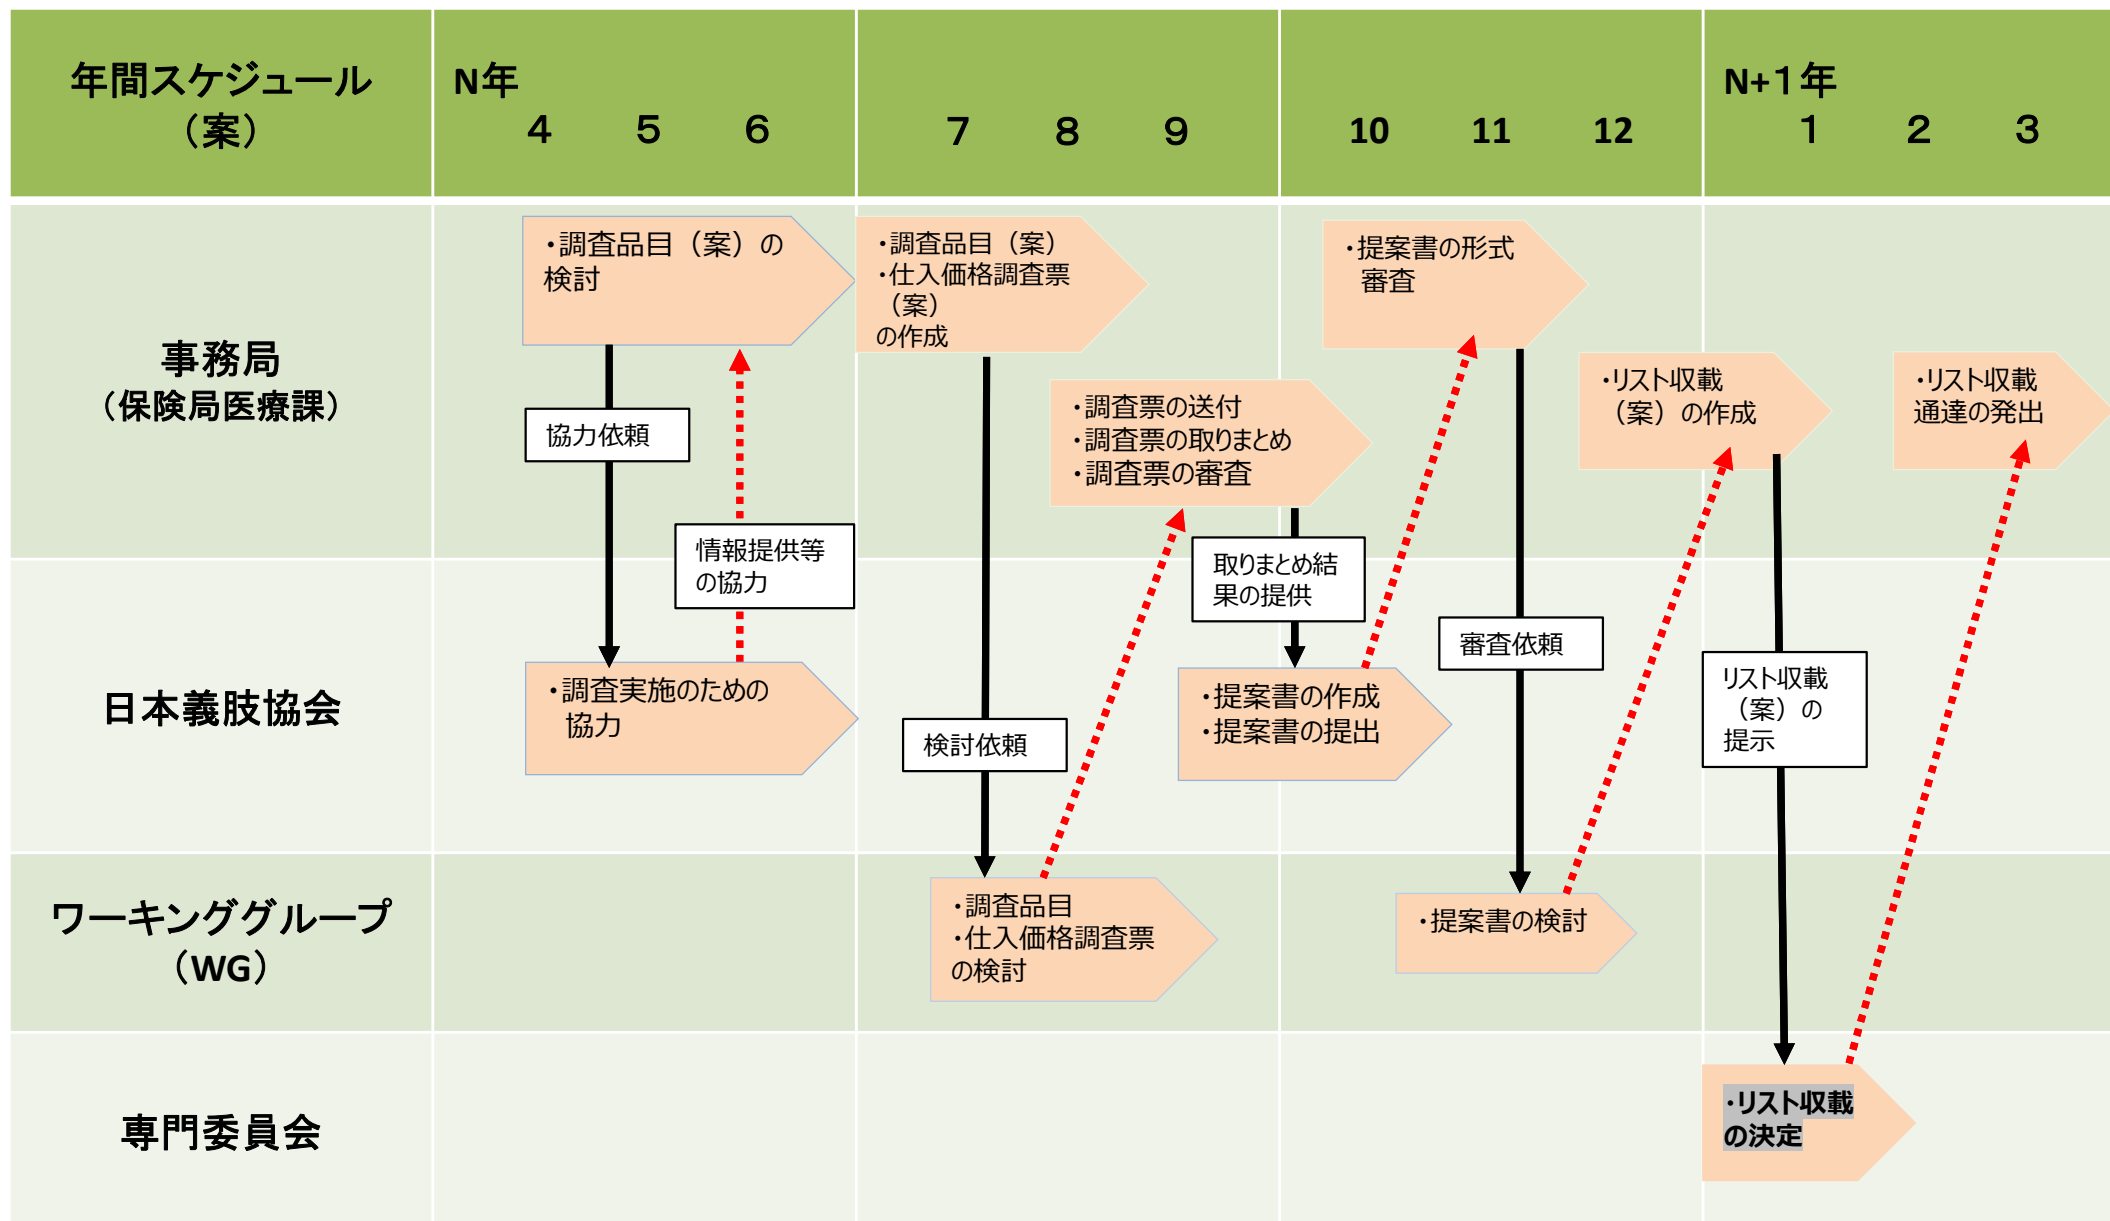 年間スケジュール
（案）
N年
4 5 6
7 8 9
10 11 12
N+１年
1 2 3
事務局
（保険局医療課）
・調査品目（案）の
検討
・調査品目（案）
・仕入価格調査票
（案）
の作成
・調査票の送付
・調査票の取りまとめ
・調査票の審査
・提案書の形式
審査
・リスト収載
（案）の作成
・リスト収載
通達の発出
協力依頼
情報提供等
の協力
取りまとめ結
果の提供
審査依頼
日本義肢協会
・調査実施のための
協力
検討依頼
・提案書の作成
・提案書の提出
リスト収載
（案）の
提示
ワーキンググループ
（WG）
・調査品目
・仕入価格調査票
の検討
・提案書の検討
専門委員会
・リスト収載
の決定